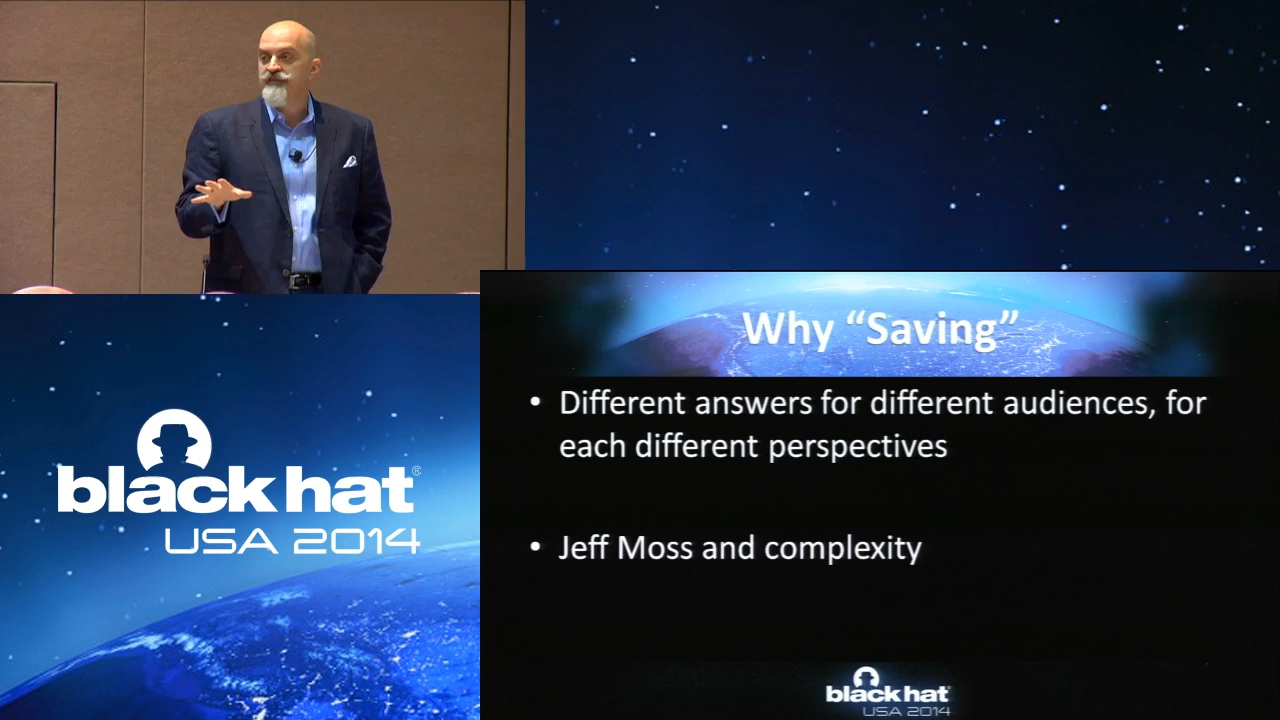 Why “Saving”
• Different answers for different audiences, for
each different perspectives
• Jeff Moss and complexity
black hat®
USA 2014
black hat
USA 2014